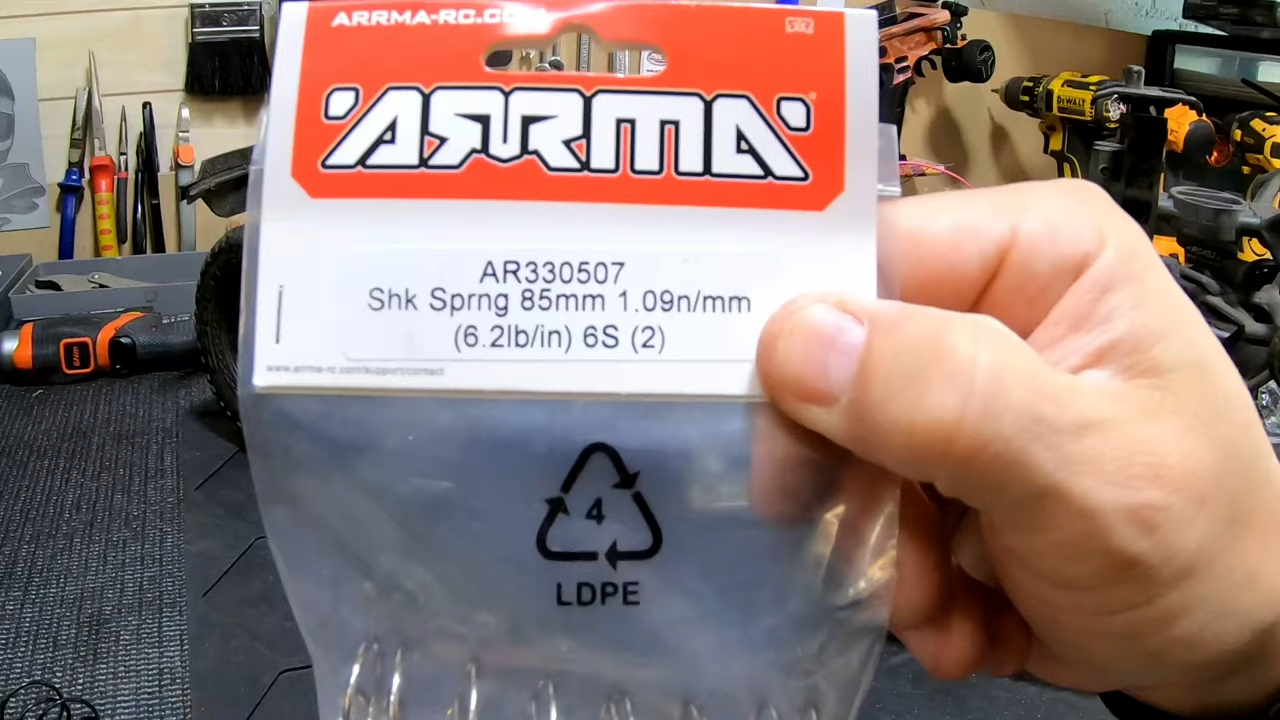 ARRMA-RC.COM
ARRMA
AR330507
Shk Sprng 85mm 1.09n/mm
(6.2lb/in) 6S (2)
www.arrma-rc.com/support/contact
4
LDPE
DEWALT